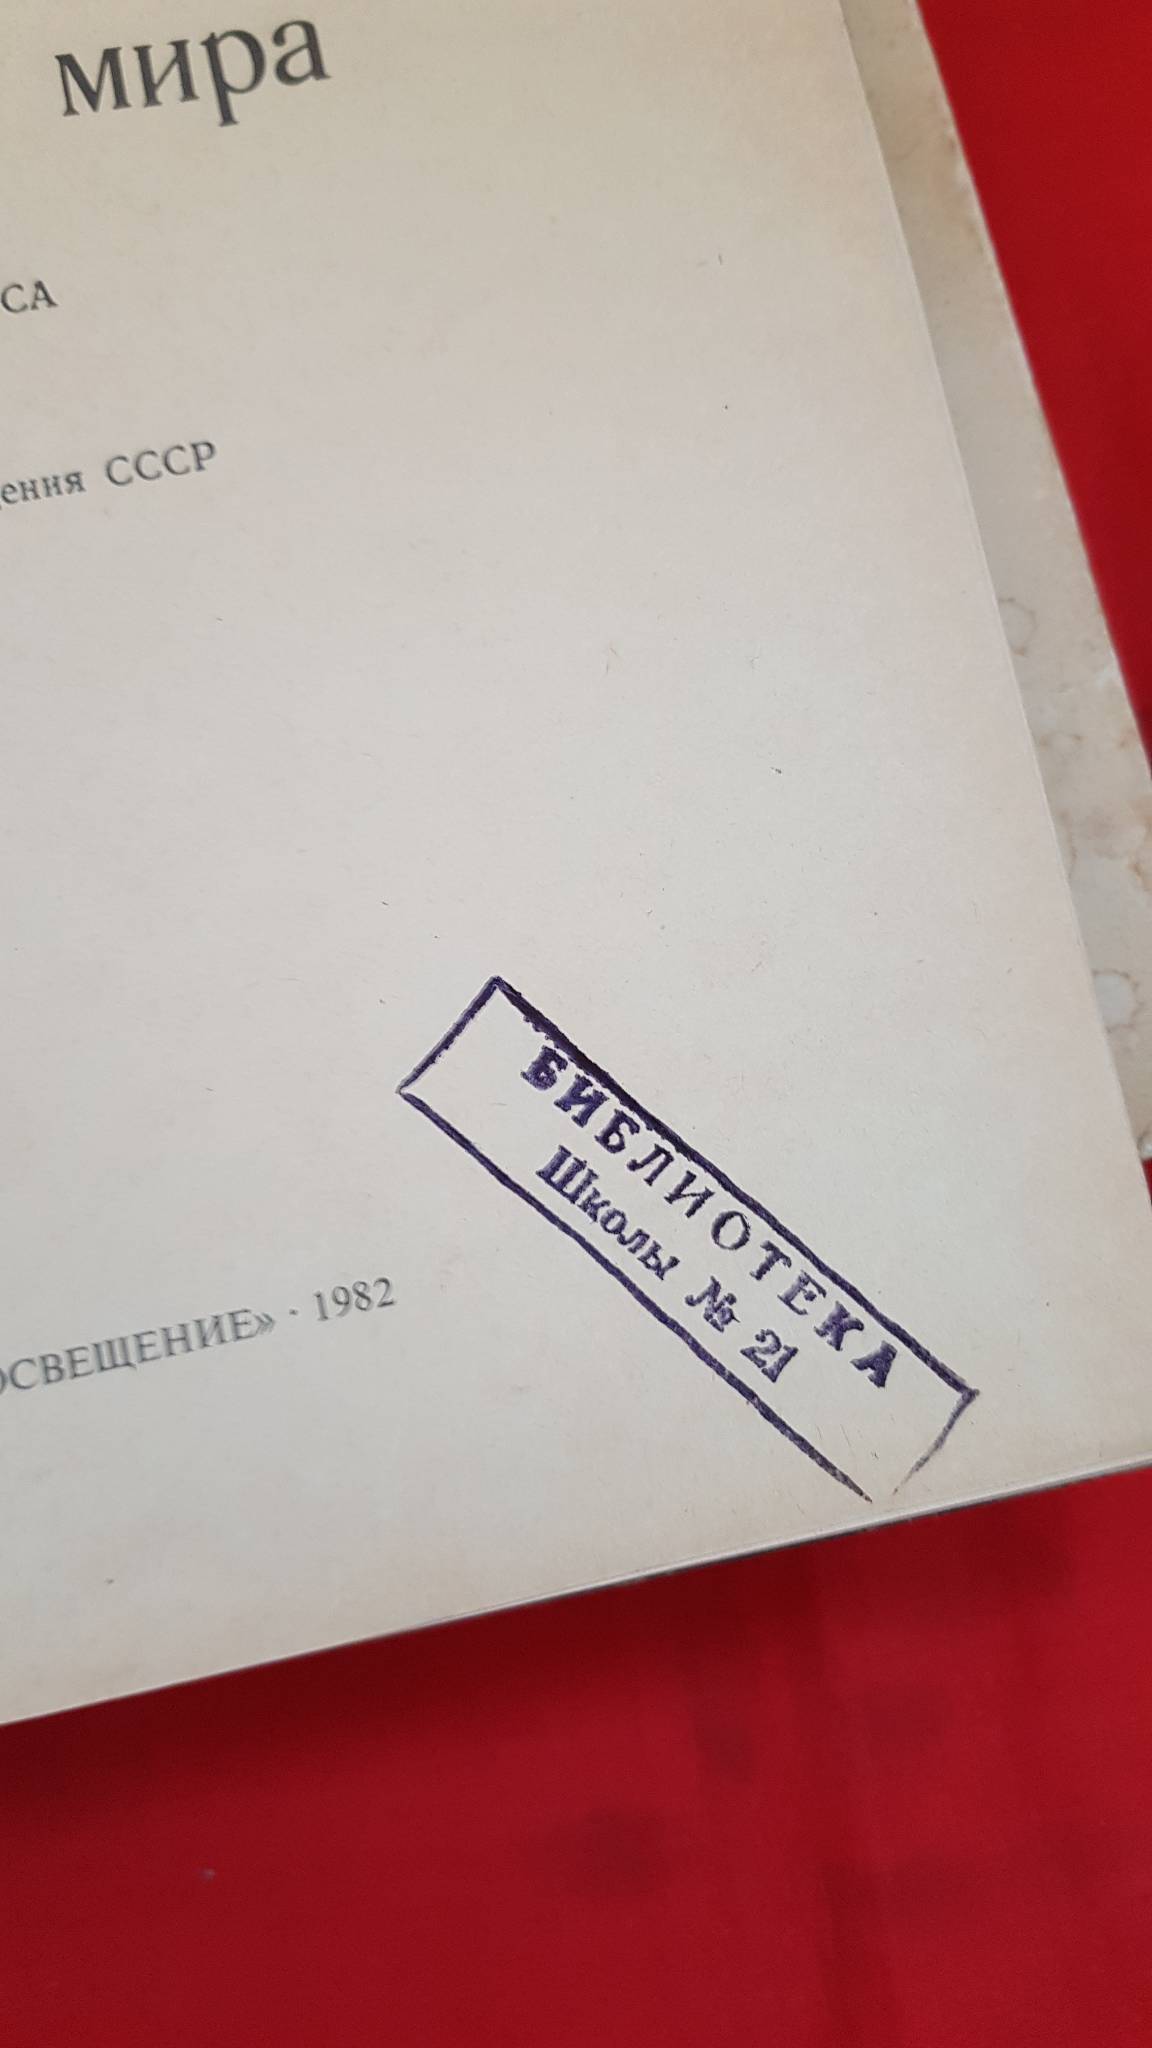 мира
СА
ения СССР
ОСВЕЩЕНИЕ» · 1982
БИБЛИОТЕКА
Школы № 21